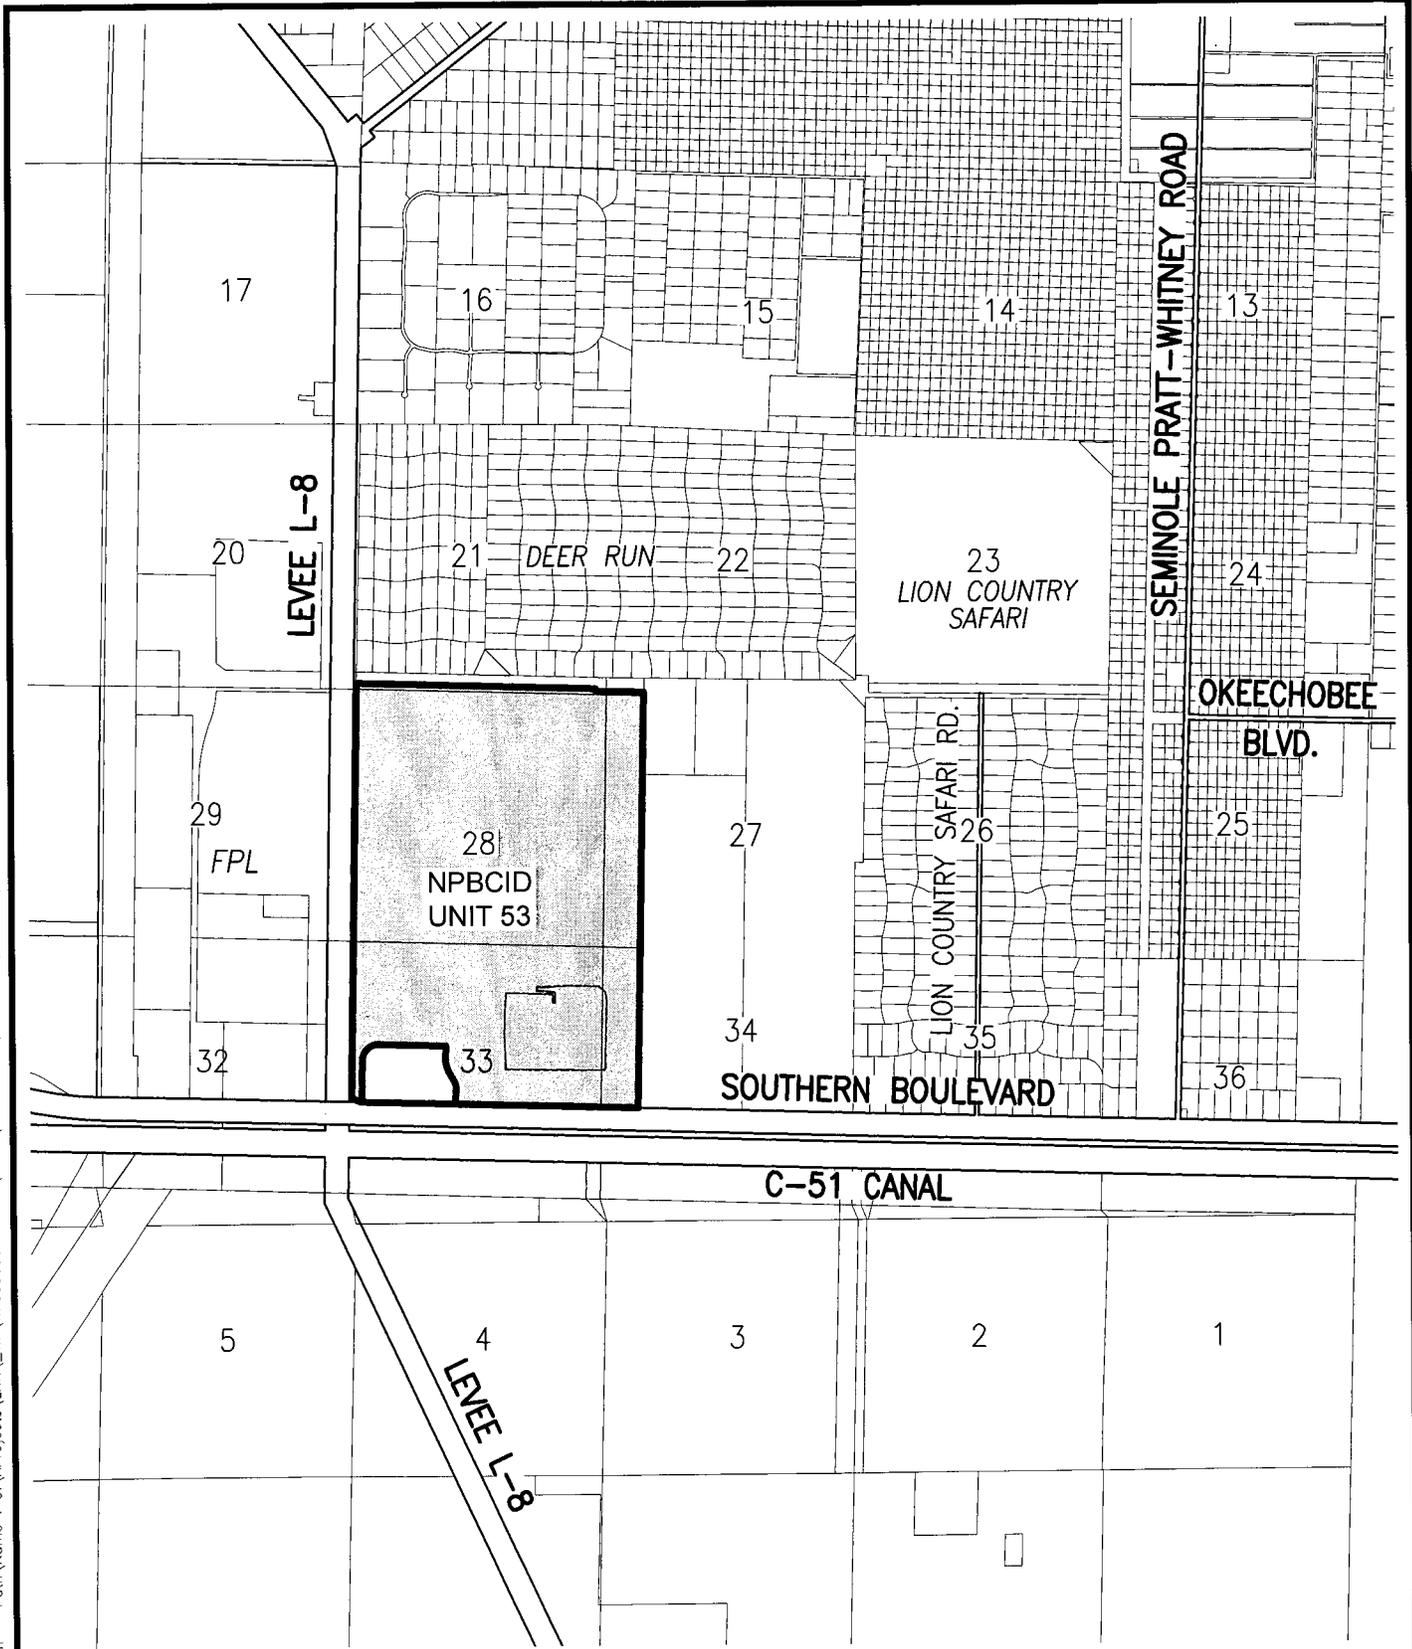 17
16
15
14
13
SEMINOLE PRATT-WHITNEY ROAD
LEVEE L-8
20
21
DEER RUN
22
23
LION COUNTRY
SAFARI
24
OKEECHOBEE
BLVD.
29
FPL
28
NPBCID
UNIT 53
27
LION COUNTRY SAFARI RD.
26
25
32
33
34
35
36
SOUTHERN BOULEVARD
C-51 CANAL
5
4
3
2
1
LEVEE L-8